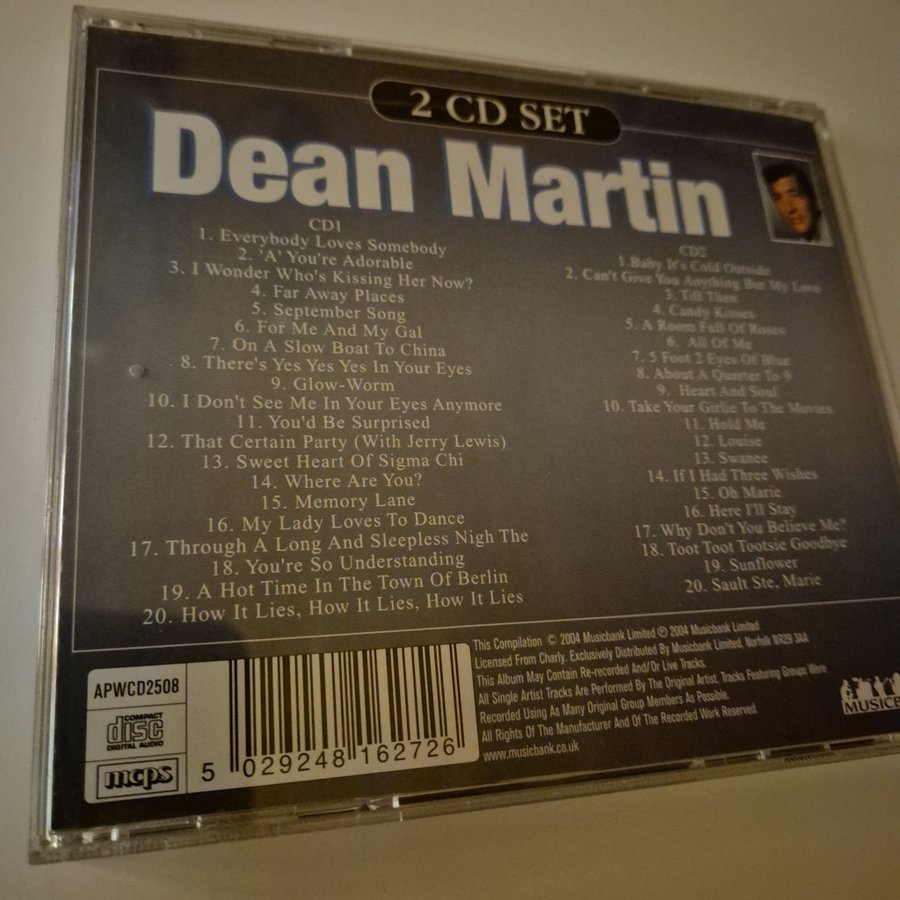 2 CD SET
Dean Martin
CD1
1. Everybody Loves Somebody
2. 'A' You're Adorable
3. I Wonder Who's Kissing Her Now?
4. Far Away Places
5. September Song
6. For Me And My Gal
7. On A Slow Boat To China
8. There's Yes Yes Yes In Your Eyes
9. Glow-Worm
10. I Don't See Me In Your Eyes Anymore
11. You'd Be Surprised
12. That Certain Party (With Jerry Lewis)
13. Sweet Heart Of Sigma Chi
14. Where Are You?
15. Memory Lane
16. My Lady Loves To Dance
17. Through A Long And Sleepless Nigh The
18. You're So Understanding
19. A Hot Time In The Town Of Berlin
20. How It Lies, How It Lies, How It Lies
CD2
1.Baby It's Cold Outside
2. Can't Give You Anything But My Love
3. Till Then
4. Candy Kisses
5. A Room Full Of Roses
6. All Of Me
7. 5 Foot 2 Eyes Of Blue
8. About A Quarter To 9
9. Heart And Soul
10. Take Your Girlie To The Movies
11. Hold Me
12. Louise
13. Swanee
14. If I Had Three Wishes
15. Oh Marie
16. Here I'll Stay
17. Why Don't You Believe Me?
18. Toot Toot Tootsie Goodbye
19. Sunflower
20. Sault Ste, Marie
APWCD2508
COMPACT
disc
DIGITAL AUDIO
mcps
5 029248 162726
This Compilation © 2004 Musicbank Limited ℗ 2004 Musicbank Limited
Licensed From Charly. Exclusively Distributed By Musicbank Limited, Norfolk NR29 3AA
This Album May Contain Re-recorded And/Or Live Tracks.
All Single Artist Tracks Are Performed By The Original Artist, Tracks Featuring Groups Were
Recorded Using As Many Original Group Members As Possible.
All Rights Of The Manufacturer And Of The Recorded Work Reserved.
www.musicbank.co.uk
MUSICB